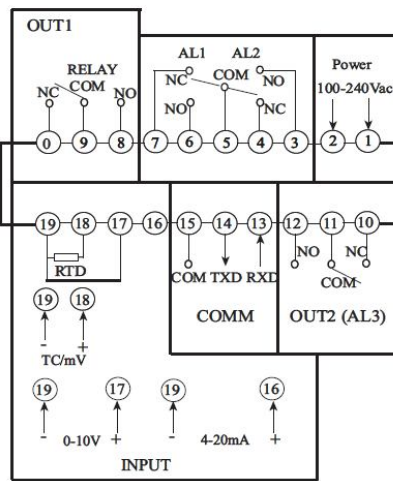 OUT1
AL1 AL2
Power
RELAY
COM
NC
COM
NO
100-240Vac
NC NO
NO
NC
0 9 8 7 6 5 4 3 2 1
19 18 17 16 15 14 13 12 11 10
RTD
COM TXD RXD
NO
COM
NC
19 18
COMM
OUT2 (AL3)
- +
TC/mV
19 17 19 16
- 0-10V + - 4-20mA +
INPUT